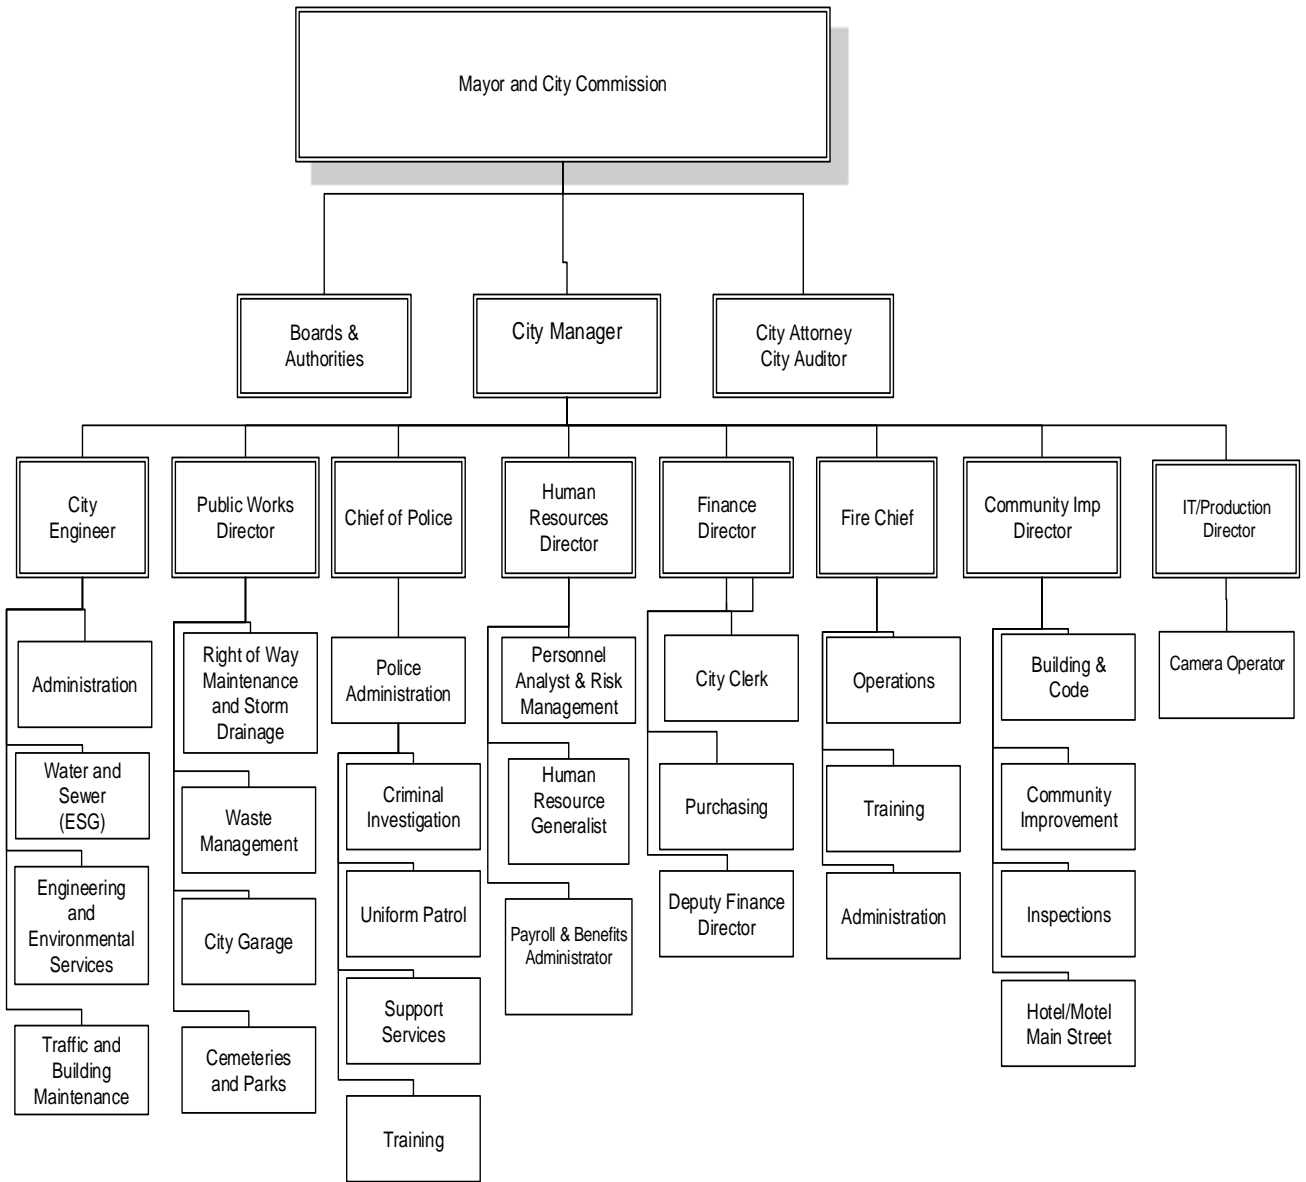 Mayor and City Commission
Boards &
Authorities
City Manager
City Attorney
City Auditor
City
Engineer
Public Works
Director
Chief of Police
Human
Resources
Director
Finance
Director
Fire Chief
Community Imp
Director
IT/Production
Director
Administration
Water and
Sewer
(ESG)
Engineering
and
Environmental
Services
Traffic and
Building
Maintenance
Right of Way
Maintenance
and Storm
Drainage
Waste
Management
City Garage
Cemeteries
and Parks
Police
Administration
Criminal
Investigation
Uniform Patrol
Support
Services
Training
Personnel
Analyst & Risk
Management
Human
Resource
Generalist
Payroll & Benefits
Administrator
City Clerk
Purchasing
Deputy Finance
Director
Operations
Training
Administration
Building &
Code
Community
Improvement
Inspections
Hotel/Motel
Main Street
Camera Operator